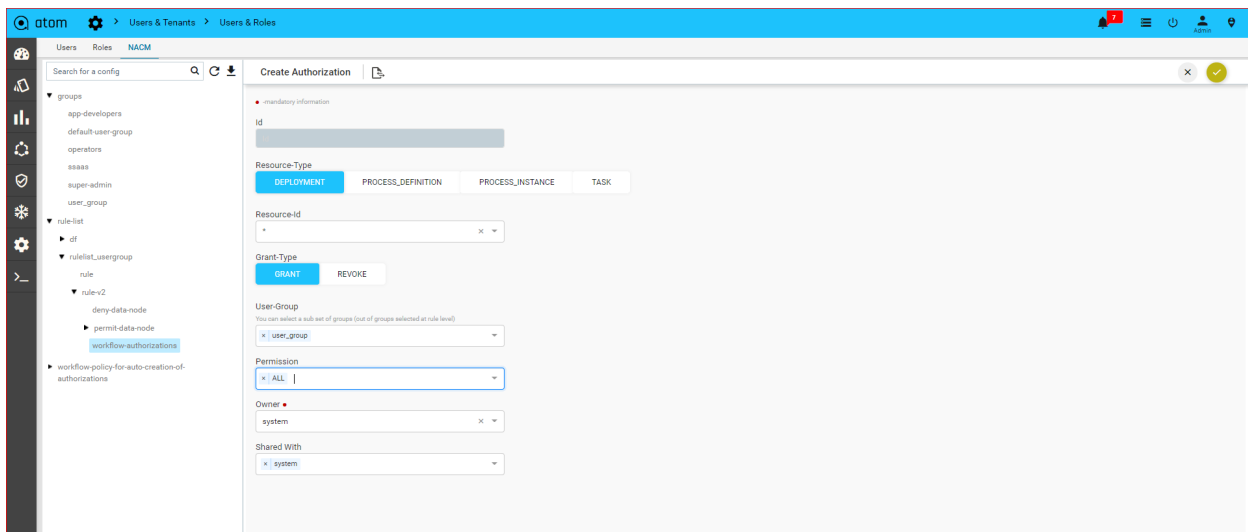 atom > Users & Tenants > Users & Roles 7 Admin
Users Roles NACM
Search for a config
groups
app-developers
default-user-group
operators
ssaas
super-admin
user_group
rule-list
df
rulelist_usergroup
rule
rule-v2
deny-data-node
permit-data-node
workflow-authorizations
workflow-policy-for-auto-creation-of-
authorizations
Create Authorization
-mandatory information
Id
Resource-Type
DEPLOYMENT PROCESS_DEFINITION PROCESS_INSTANCE TASK
Resource-Id
*
Grant-Type
GRANT REVOKE
User-Group
You can select a sub set of groups (out of groups selected at rule level)
× user_group
Permission
× ALL
Owner
system
Shared With
× system